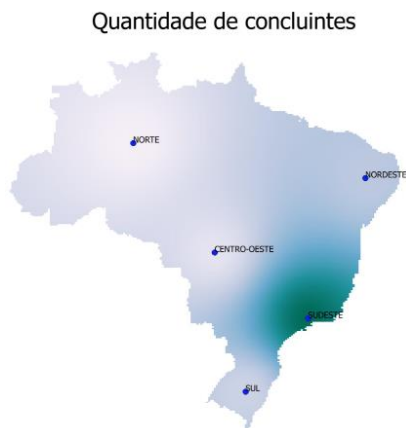 Quantidade de concluintes
NORTE
NORDESTE
CENTRO-OESTE
SUDESTE
SUL